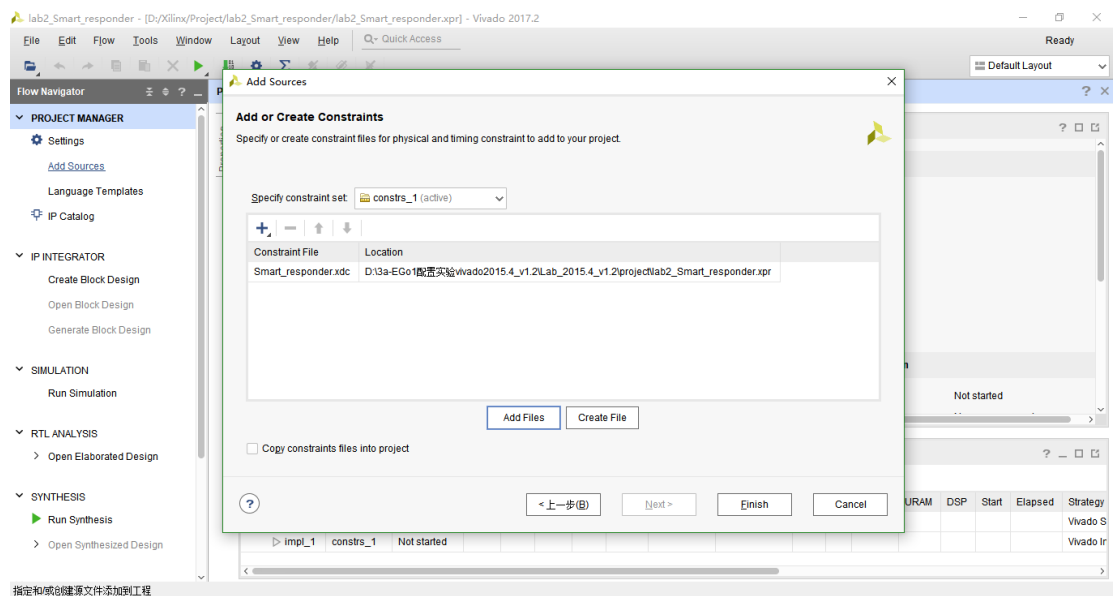 lab2_Smart_responder - [D:/Xilinx/Project/lab2_Smart_responder/lab2_Smart_responder.xpr] - Vivado 2017.2
File Edit Flow Tools Window Layout View Help Quick Access Ready
Default Layout
Flow Navigator
PROJECT MANAGER
Settings
Add Sources
Language Templates
IP Catalog
IP INTEGRATOR
Create Block Design
Open Block Design
Generate Block Design
SIMULATION
Run Simulation
RTL ANALYSIS
Open Elaborated Design
SYNTHESIS
Run Synthesis
Open Synthesized Design
Add Sources
Add or Create Constraints
Specify or create constraint files for physical and timing constraint to add to your project.
Specify constraint set: constrs_1 (active)
Constraint File Location
Smart_responder.xdc D:\3a-EGo1配置实验vivado2015.4_v1.2\Lab_2015.4_v1.2\project\lab2_Smart_responder.xpr
Add Files Create File
Copy constraints files into project
<上一步(B) Next > Finish Cancel
Not started
URAM DSP Start Elapsed Strategy
Vivado S
impl_1 constrs_1 Not started Vivado Ir
指定和/或创建源文件添加到工程